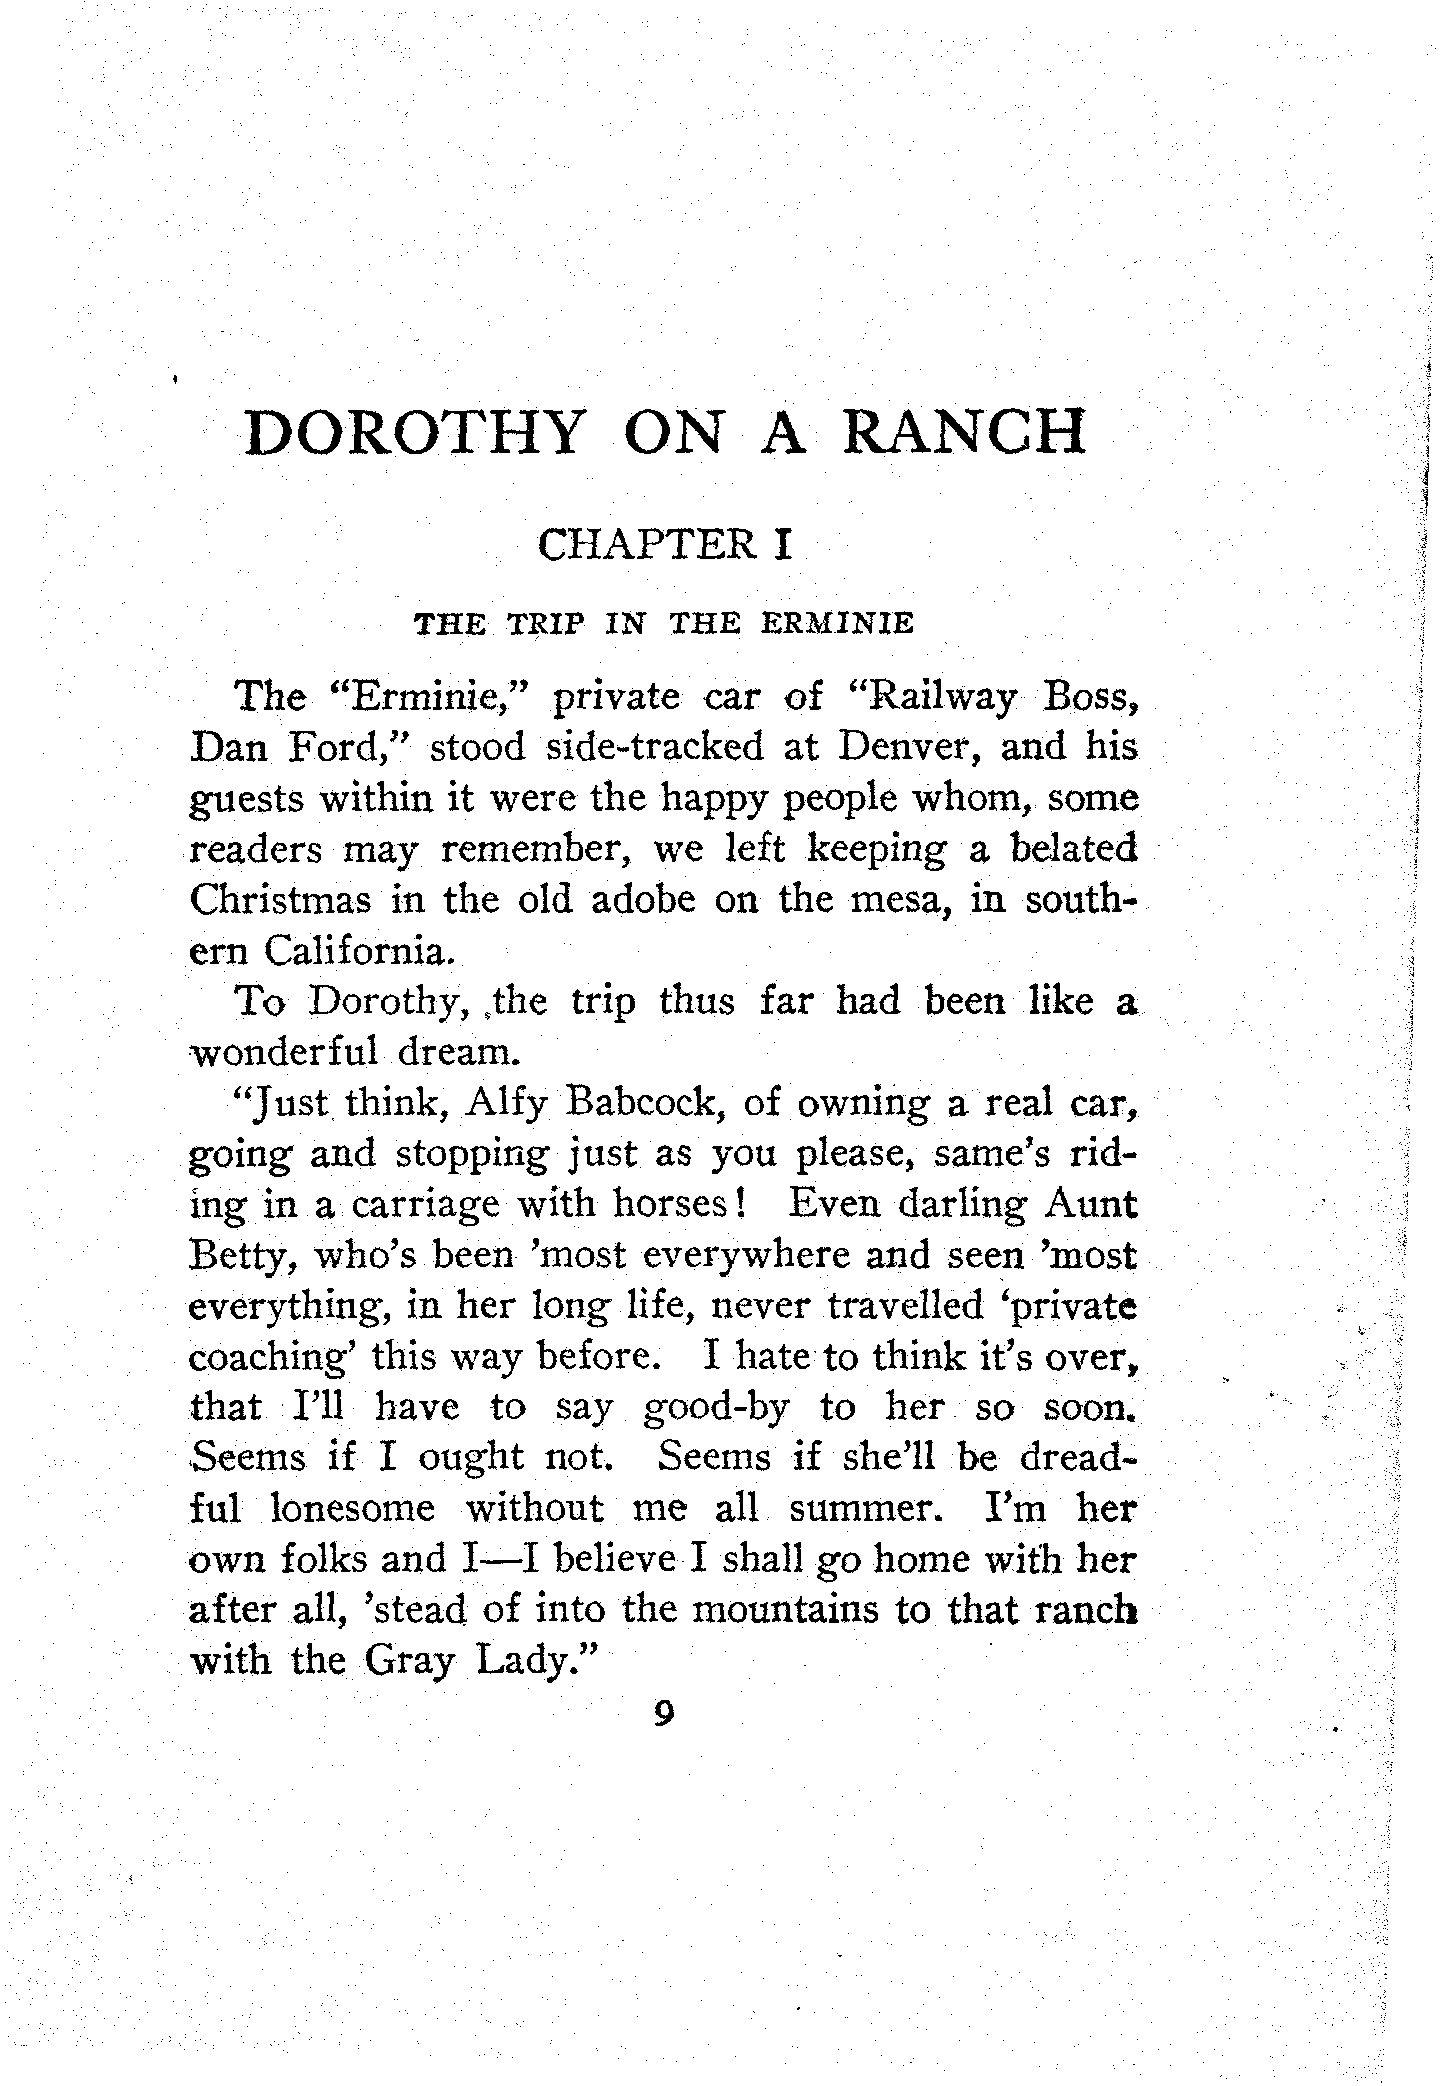 DOROTHY ON A RANCH
CHAPTER I
THE TRIP IN THE ERMINIE
The “Erminie,” private car of “Railway Boss,
Dan Ford,” stood side-tracked at Denver, and his
guests within it were the happy people whom, some
readers may remember, we left keeping a belated
Christmas in the old adobe on the mesa, in south-
ern California.
To Dorothy, the trip thus far had been like a
wonderful dream.
“Just think, Alfy Babcock, of owning a real car,
going and stopping just as you please, same’s rid-
ing in a carriage with horses! Even darling Aunt
Betty, who’s been ’most everywhere and seen ’most
everything, in her long life, never travelled ‘private
coaching’ this way before. I hate to think it’s over,
that I’ll have to say good-by to her so soon.
Seems if I ought not. Seems if she’ll be dread-
ful lonesome without me all summer. I’m her
own folks and I—I believe I shall go home with her
after all, ’stead of into the mountains to that ranch
with the Gray Lady.”
9